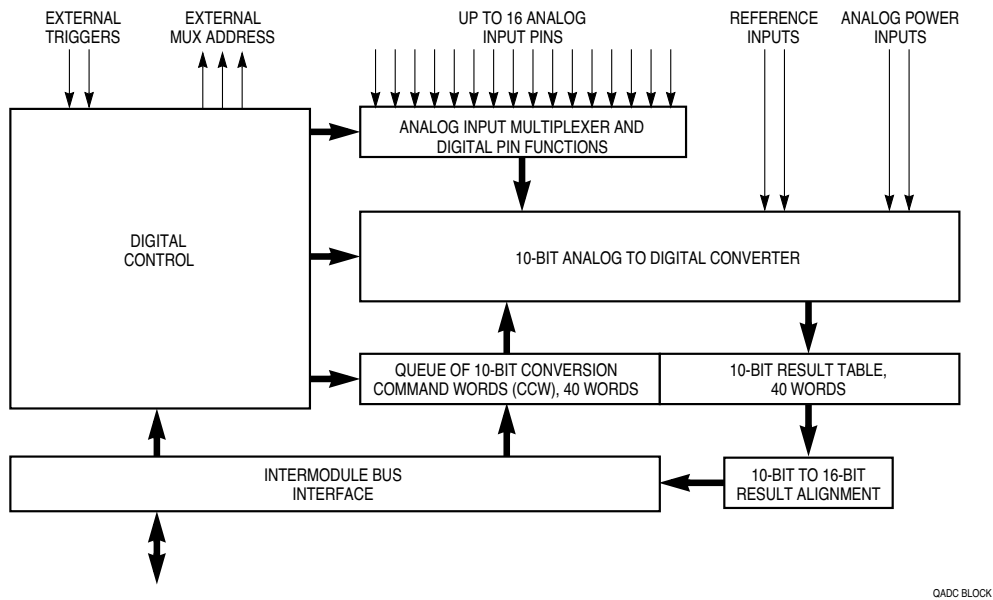 EXTERNAL
TRIGGERS
EXTERNAL
MUX ADDRESS
UP TO 16 ANALOG
INPUT PINS
REFERENCE
INPUTS
ANALOG POWER
INPUTS
ANALOG INPUT MULTIPLEXER AND
DIGITAL PIN FUNCTIONS
DIGITAL
CONTROL
10-BIT ANALOG TO DIGITAL CONVERTER
QUEUE OF 10-BIT CONVERSION
COMMAND WORDS (CCW), 40 WORDS
10-BIT RESULT TABLE,
40 WORDS
INTERMODULE BUS
INTERFACE
10-BIT TO 16-BIT
RESULT ALIGNMENT
QADC BLOCK